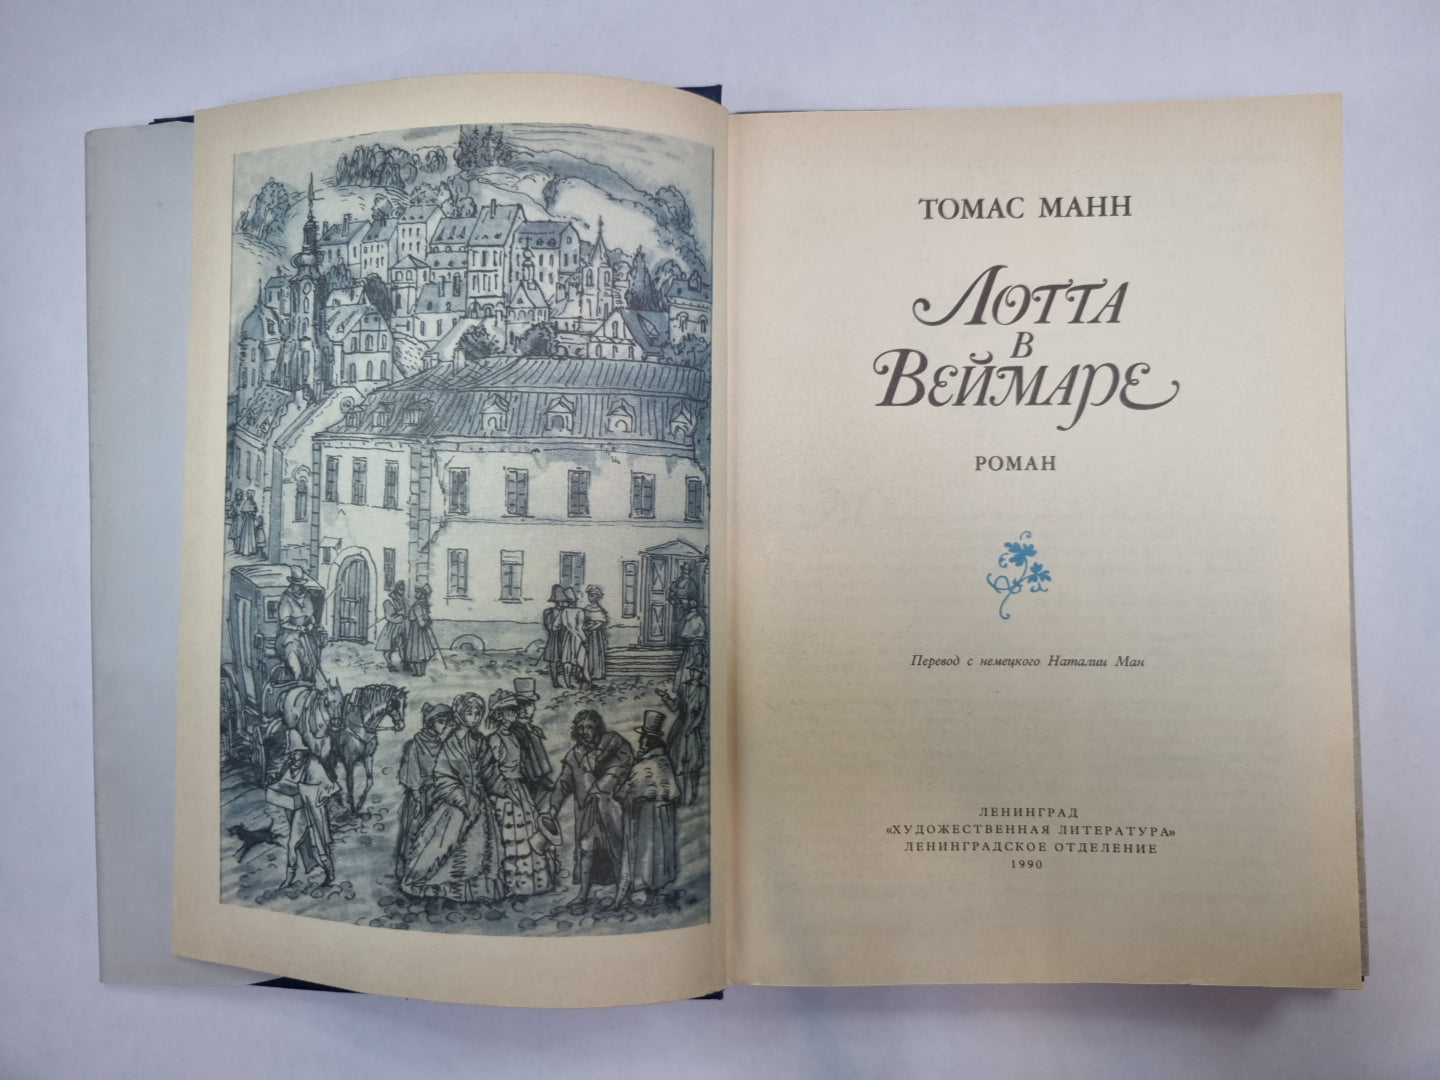 ТОМАС МАНН
Лотта
в
Веймаре
РОМАН
Перевод с немецкого Наталии Ман
ЛЕНИНГРАД
«ХУДОЖЕСТВЕННАЯ ЛИТЕРАТУРА»
ЛЕНИНГРАДСКОЕ ОТДЕЛЕНИЕ
1990